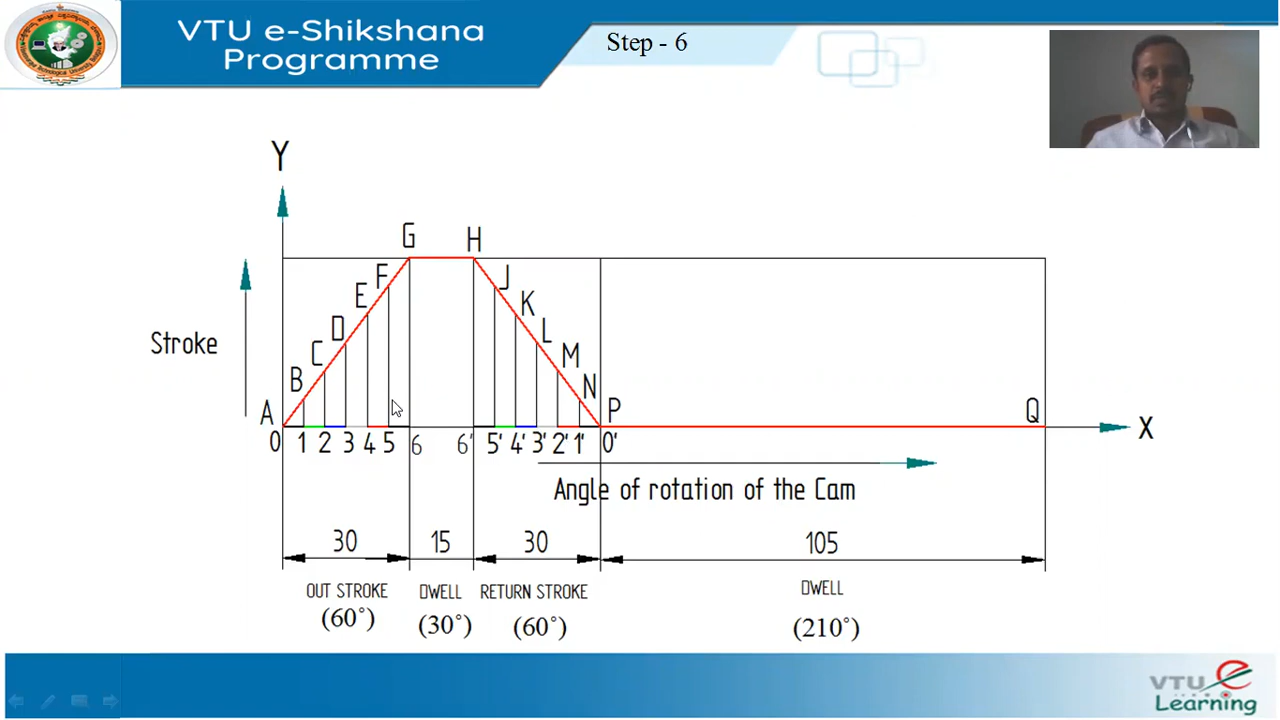 VTU e-Shikshana
Programme
Step - 6
Y
G H
F J
E K
Stroke D L
C M
B N
A P Q
0 1 2 3 4 5 6 6' 5' 4' 3' 2' 1' 0' X
Angle of rotation of the Cam
30 15 30 105
OUT STROKE DWELL RETURN STROKE DWELL
(60°) (30°) (60°) (210°)
VTU e
Learning